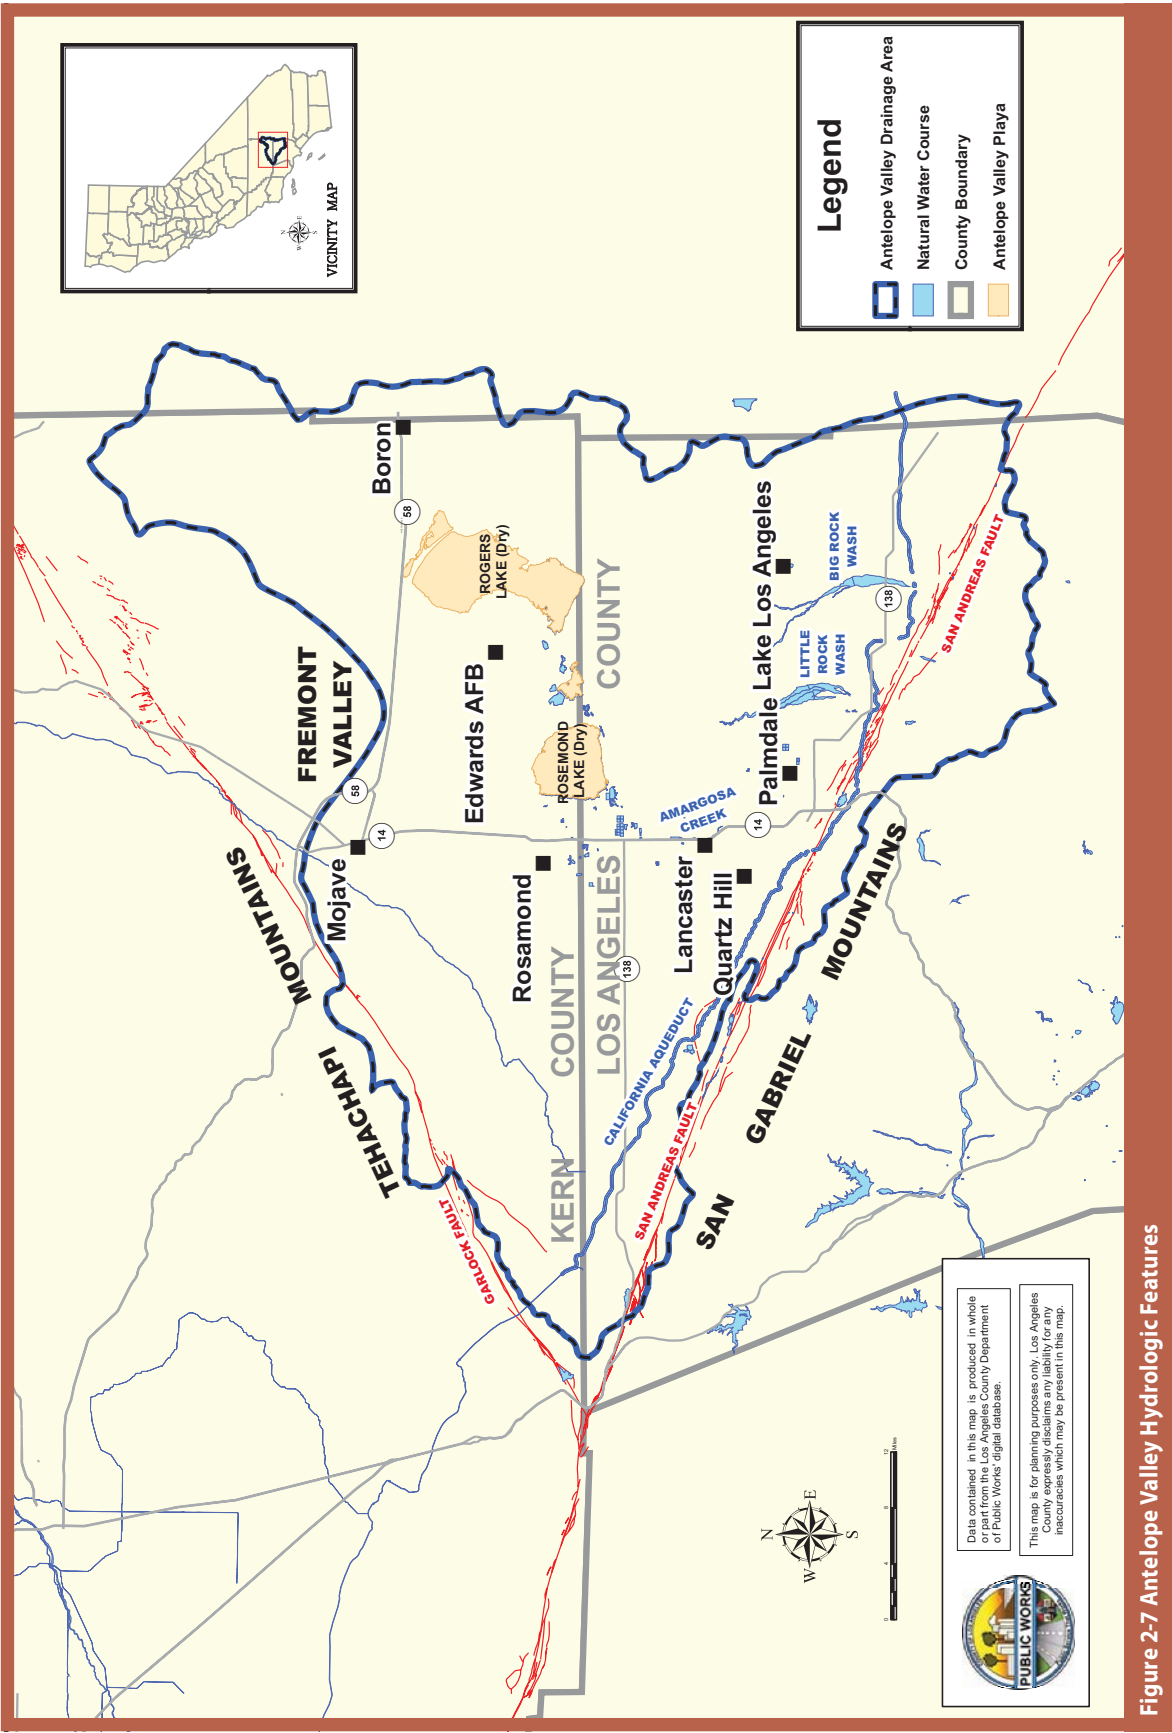 VICINITY MAP
N
W
E
S
Legend
Antelope Valley Drainage Area
Natural Water Course
County Boundary
Antelope Valley Playa
Boron
58
ROGERS
LAKE (Dry)
FREMONT
VALLEY
Edwards AFB
ROSEMOND
LAKE (Dry)
COUNTY
Lake Los Angeles
BIG ROCK
WASH
LITTLE
ROCK
WASH
138
SAN ANDREAS FAULT
Palmdale
58
14
Mojave
AMARGOSA
CREEK
14
Rosamond
Lancaster
Quartz Hill
LOS ANGELES
138
KERN
COUNTY
TEHACHAPI
MOUNTAINS
GARLOCK FAULT
CALIFORNIA AQUEDUCT
SAN ANDREAS FAULT
SAN
GABRIEL
MOUNTAINS
N
W
E
S
0
4
8
12
Miles
PUBLIC WORKS
Data contained in this map is produced in whole
or part from the Los Angeles County Department
of Public Works' digital database.
This map is for planning purposes only. Los Angeles
County expressly disclaims any liability for any
inaccuracies which may be present in this map.
Figure 2-7 Antelope Valley Hydrologic Features